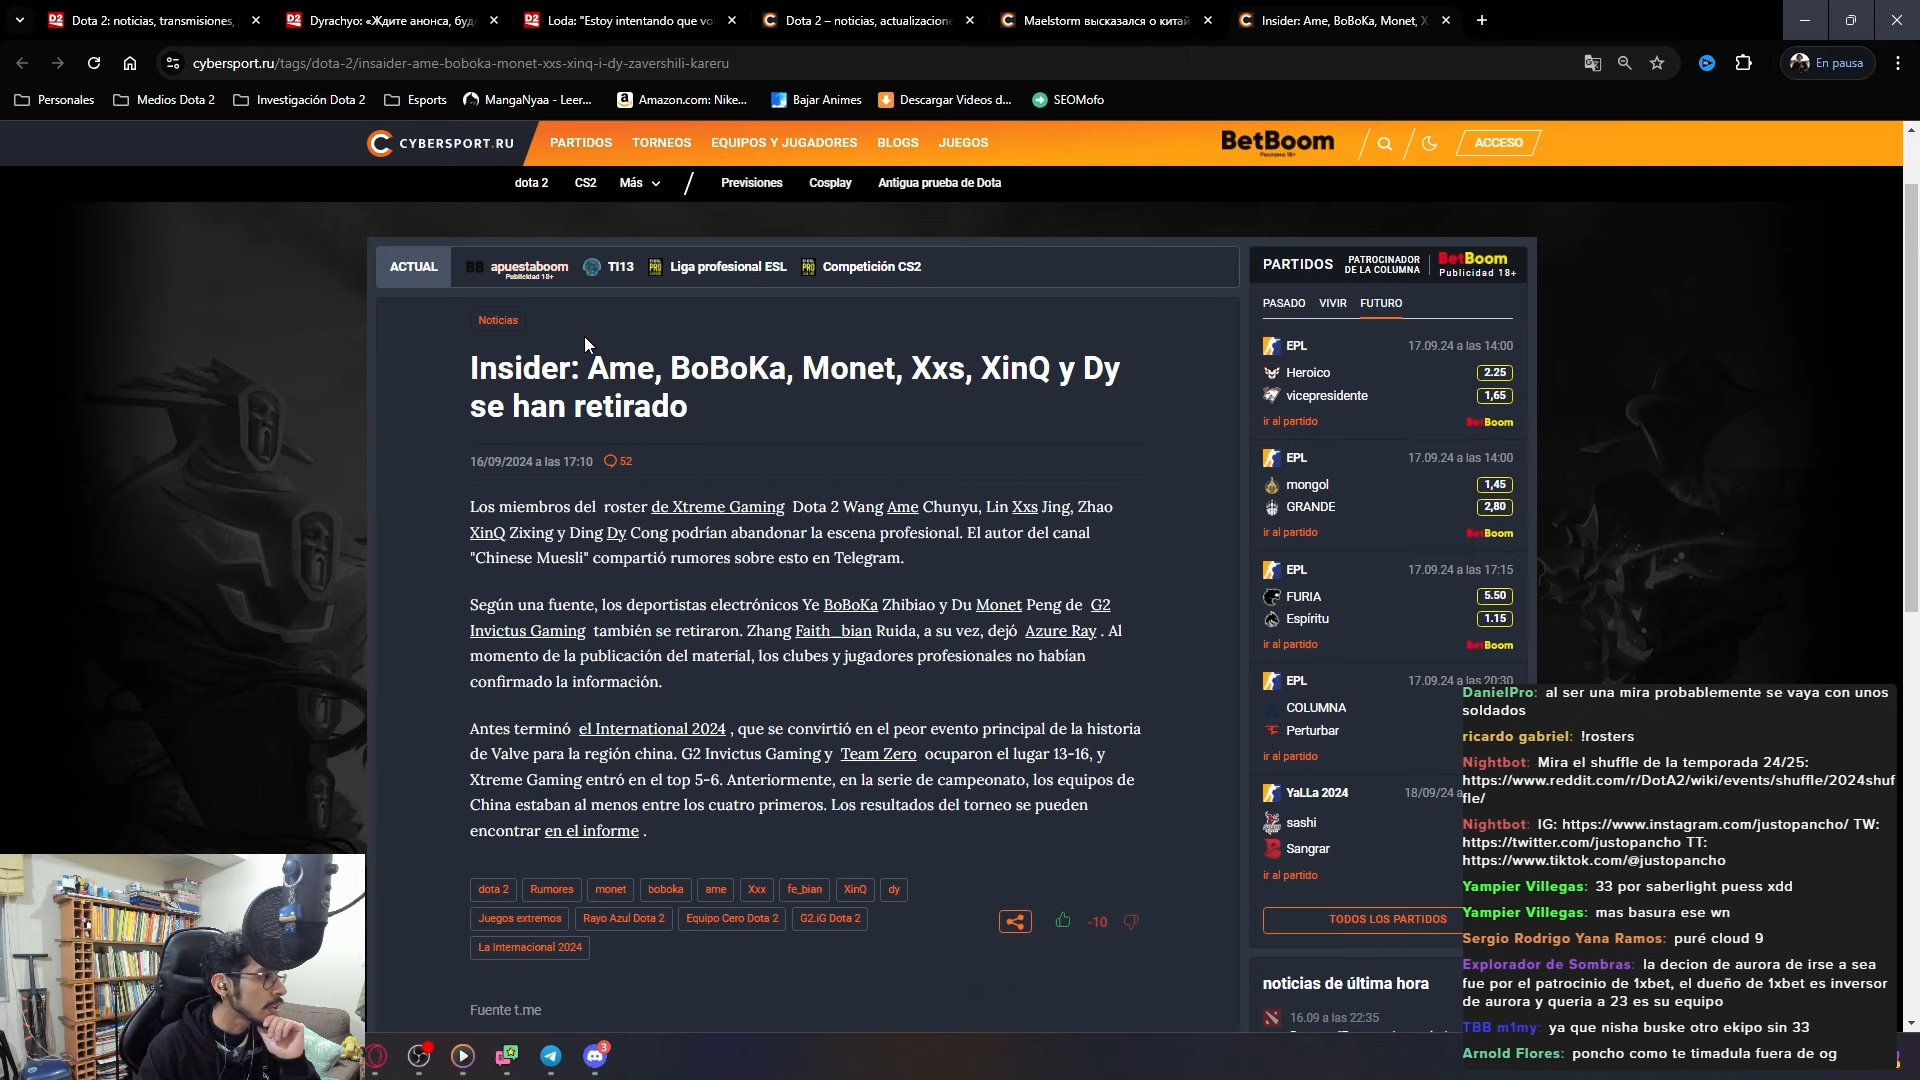 Dota 2: noticias, transmisiones,
Dyrachyo: «Ждите анонса, буд
Loda: "Estoy intentando que vo
Dota 2 – noticias, actualizacione
Maelstorm высказался о китай
Insider: Ame, BoBoKa, Monet, X
cybersport.ru/tags/dota-2/insaider-ame-boboka-monet-xxs-xinq-i-dy-zavershili-kareru
En pausa
Personales
Medios Dota 2
Investigación Dota 2
Esports
MangaNyaa - Leer...
Amazon.com: Nike...
Bajar Animes
Descargar Videos d...
SEOMofo
CYBERSPORT.RU
PARTIDOS
TORNEOS
EQUIPOS Y JUGADORES
BLOGS
JUEGOS
BetBoom
Реклама 18+
ACCESO
dota 2
CS2
Más
Previsiones
Cosplay
Antigua prueba de Dota
ACTUAL
BB apuestaboom
Publicidad 18+
TI13
Liga profesional ESL
Competición CS2
Noticias
Insider: Ame, BoBoKa, Monet, Xxs, XinQ y Dy
se han retirado
16/09/2024 a las 17:10
52
Los miembros del roster de Xtreme Gaming Dota 2 Wang Ame Chunyu, Lin Xxs Jing, Zhao
XinQ Zixing y Ding Dy Cong podrían abandonar la escena profesional. El autor del canal
"Chinese Muesli" compartió rumores sobre esto en Telegram.
Según una fuente, los deportistas electrónicos Ye BoBoKa Zhibiao y Du Monet Peng de G2
Invictus Gaming también se retiraron. Zhang Faith_bian Ruida, a su vez, dejó Azure Ray . Al
momento de la publicación del material, los clubes y jugadores profesionales no habían
confirmado la información.
Antes terminó el International 2024 , que se convirtió en el peor evento principal de la historia
de Valve para la región china. G2 Invictus Gaming y Team Zero ocuparon el lugar 13-16, y
Xtreme Gaming entró en el top 5-6. Anteriormente, en la serie de campeonato, los equipos de
China estaban al menos entre los cuatro primeros. Los resultados del torneo se pueden
encontrar en el informe .
dota 2
Rumores
monet
boboka
ame
Xxx
fe_bian
XinQ
dy
Juegos extremos
Rayo Azul Dota 2
Equipo Cero Dota 2
G2.iG Dota 2
La Internacional 2024
-10
Fuente t.me
PARTIDOS
PATROCINADOR
DE LA COLUMNA
BetBoom
Publicidad 18+
PASADO
VIVIR
FUTURO
EPL
17.09.24 a las 14:00
Heroico
2.25
vicepresidente
1,65
ir al partido
BetBoom
EPL
17.09.24 a las 14:00
mongol
1,45
GRANDE
2,80
ir al partido
BetBoom
EPL
17.09.24 a las 17:15
FURIA
5.50
Espíritu
1.15
ir al partido
BetBoom
EPL
17.09.24 a las 20:30
COLUMNA
Perturbar
ir al partido
YaLLa 2024
18/09/24 a
sashi
Sangrar
ir al partido
TODOS LOS PARTIDOS
noticias de última hora
16.09 a las 22:35
DanielPro: al ser una mira probablemente se vaya con unos
soldados
ricardo gabriel: !rosters
Nightbot: Mira el shuffle de la temporada 24/25:
https://www.reddit.com/r/DotA2/wiki/events/shuffle/2024shuf
fle/
Nightbot: IG: https://www.instagram.com/justopancho/ TW:
https://twitter.com/justopancho TT:
https://www.tiktok.com/@justopancho
Yampier Villegas: 33 por saberlight puess xdd
Yampier Villegas: mas basura ese wn
Sergio Rodrigo Yana Ramos: puré cloud 9
Explorador de Sombras: la decion de aurora de irse a sea
fue por el patrocinio de 1xbet, el dueño de 1xbet es inversor
de aurora y queria a 23 es su equipo
TBB m1my: ya que nisha buske otro ekipo sin 33
Arnold Flores: poncho como te timadula fuera de og
3